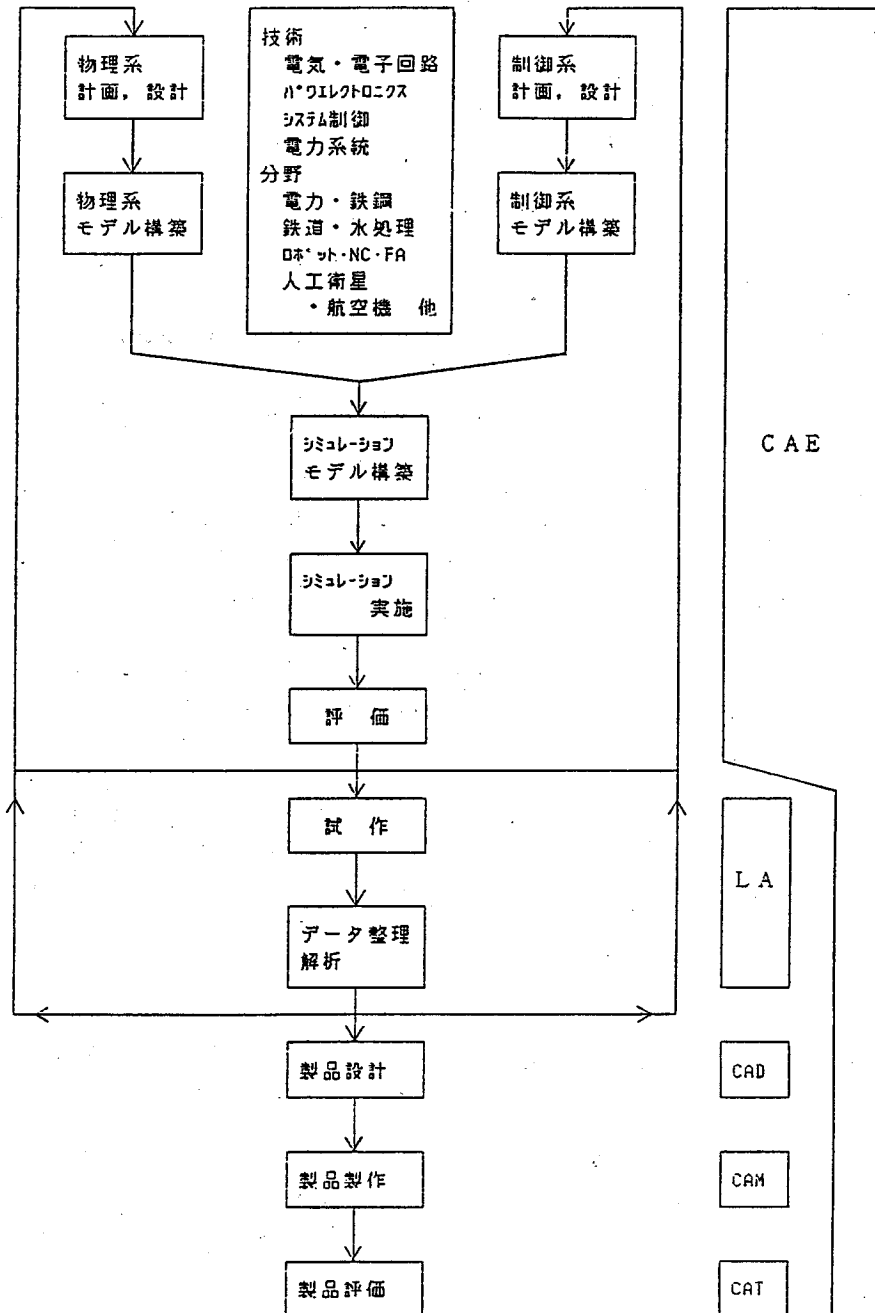 物理系
計画，設計
技術
電気・電子回路
パワエレクトロニクス
システム制御
電力系統
分野
電力・鉄鋼
鉄道・水処理
ロボット・NC・FA
人工衛星
・航空機　他
制御系
計画，設計
物理系
モデル構築
制御系
モデル構築
シミュレーション
モデル構築
シミュレーション
実施
評　価
試　作
データ整理
解析
製品設計
製品製作
製品評価
CAE
LA
CAD
CAM
CAT